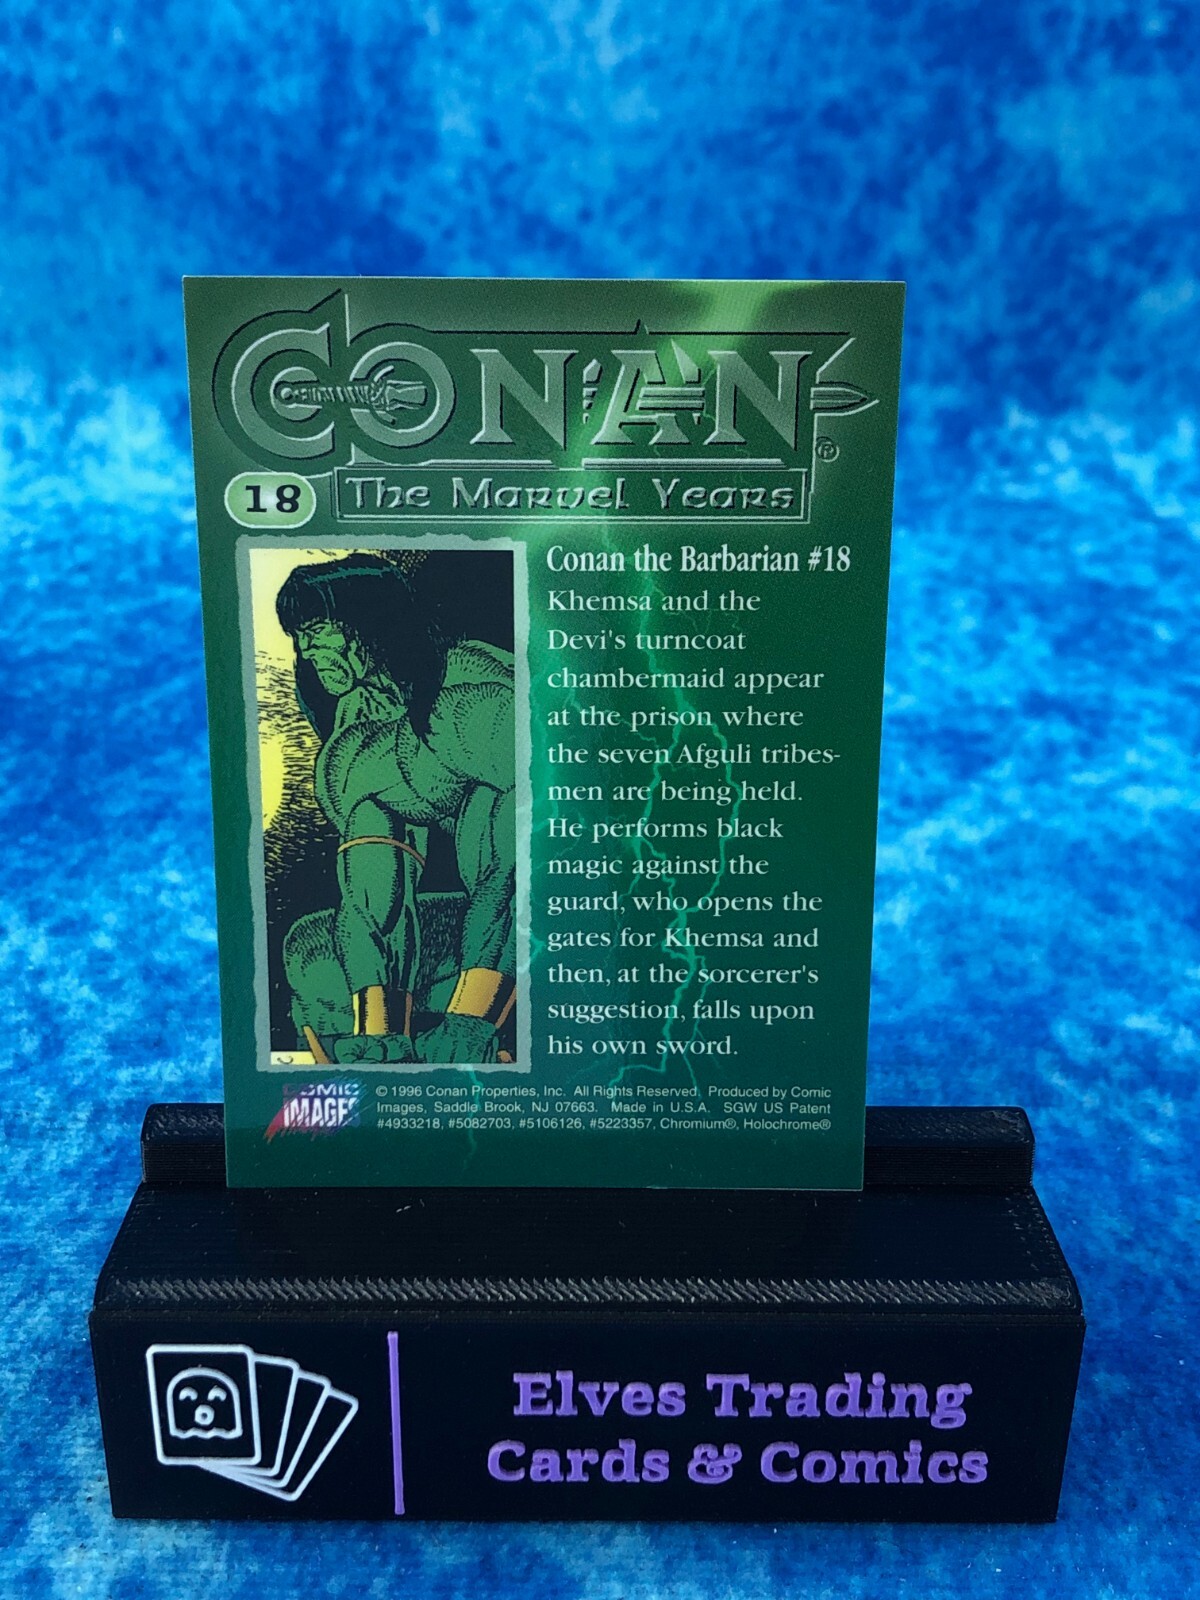 CONAN®
18 The Marvel Years
Conan the Barbarian #18
Khemsa and the
Devi's turncoat
chambermaid appear
at the prison where
the seven Afguli tribes-
men are being held.
He performs black
magic against the
guard, who opens the
gates for Khemsa and
then, at the sorcerer's
suggestion, falls upon
his own sword.
COMIC
IMAGES
© 1996 Conan Properties, Inc. All Rights Reserved. Produced by Comic
Images, Saddle Brook, NJ 07663. Made in U.S.A. SGW US Patent
#4933218, #5082703, #5106126, #5223357, Chromium®, Holochrome®
Elves Trading
Cards & Comics